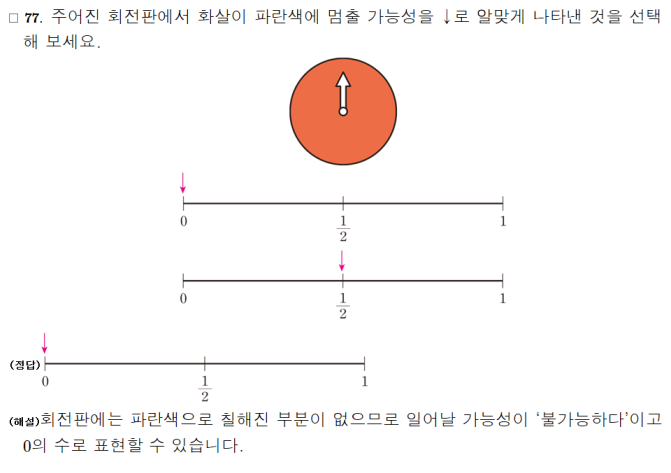 □ 77. 주어진 회전판에서 화살이 파란색에 멈출 가능성을 ↓로 알맞게 나타낸 것을 선택
해 보세요.
0 1/2 1
0 1/2 1
(정답)
0 1/2 1
(해설)회전판에는 파란색으로 칠해진 부분이 없으므로 일어날 가능성이 ‘불가능하다’이고
0의 수로 표현할 수 있습니다.